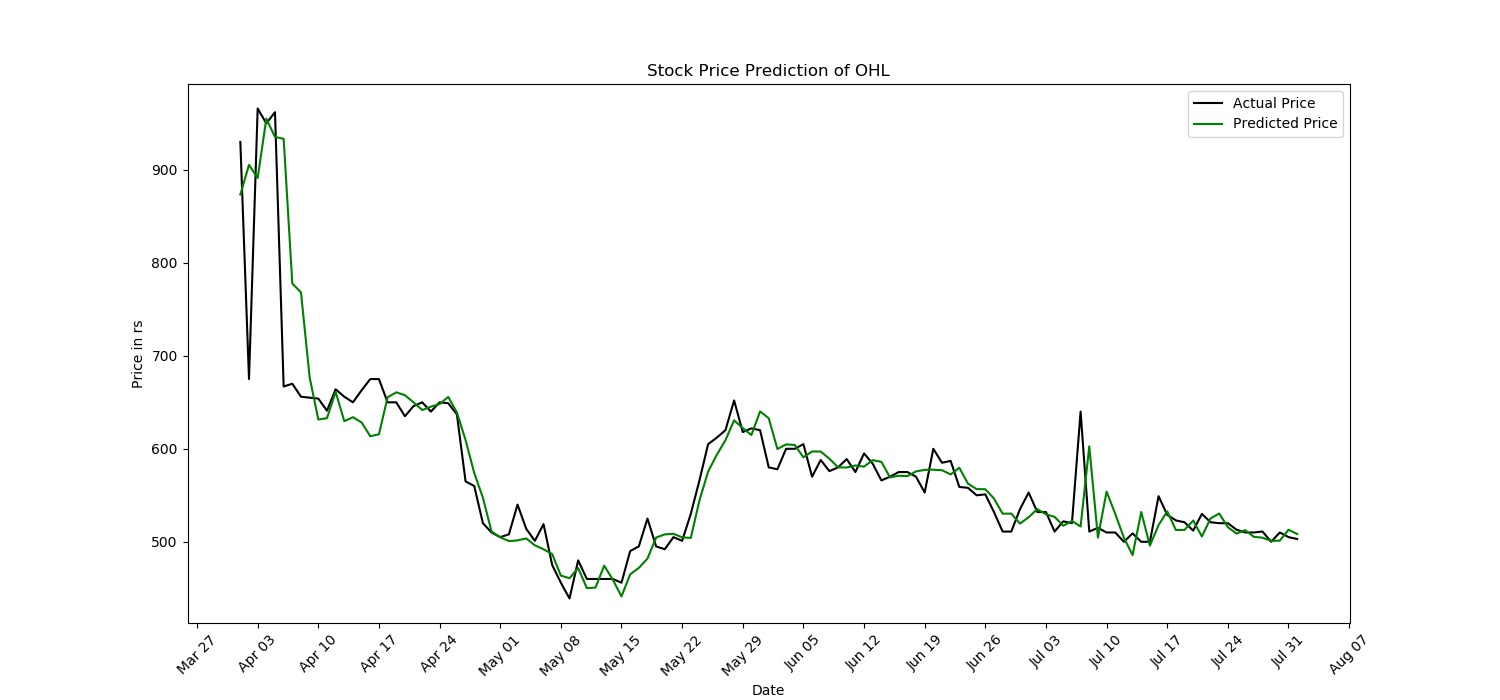 Stock Price Prediction of OHL
Actual Price
Predicted Price
900
800
700
600
500
Price in rs
Mar 27
Apr 03
Apr 10
Apr 17
Apr 24
May 01
May 08
May 15
May 22
May 29
Jun 05
Jun 12
Jun 19
Jun 26
Jul 03
Jul 10
Jul 17
Jul 24
Jul 31
Aug 07
Date